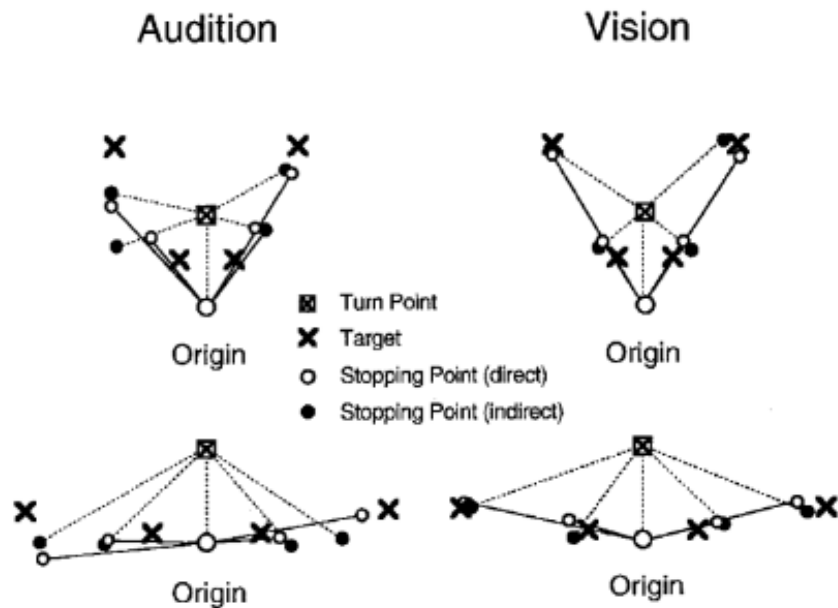 Audition
Vision
Origin
Origin
Turn Point
Target
Stopping Point (direct)
Stopping Point (indirect)
Origin
Origin